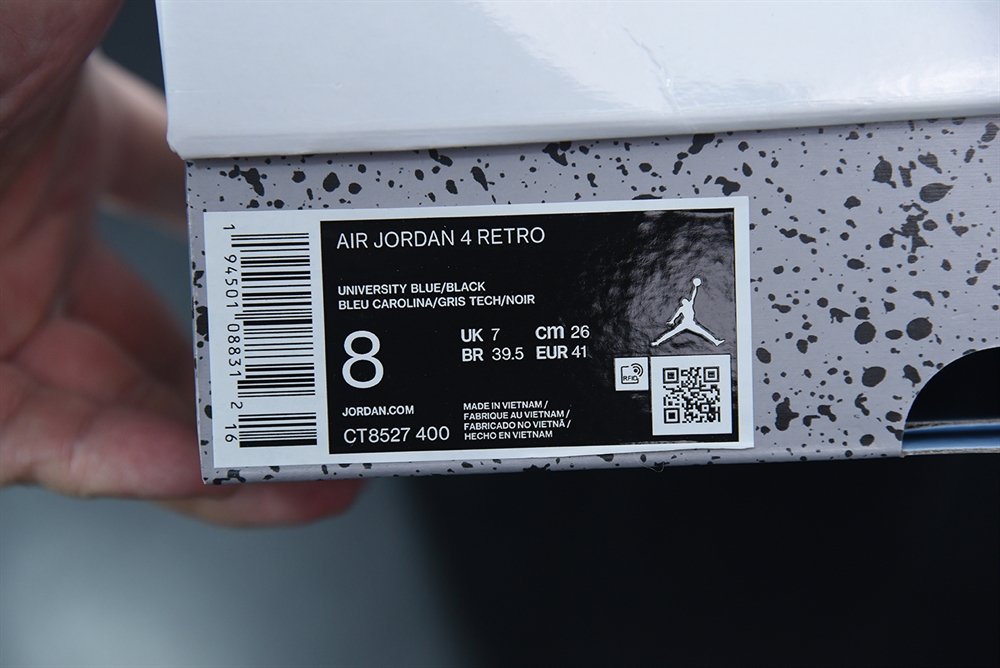 AIR JORDAN 4 RETRO
UNIVERSITY BLUE/BLACK
BLEU CAROLINA/GRIS TECH/NOIR
8
UK 7 cm 26
BR 39.5 EUR 41
RFID
JORDAN.COM
CT8527 400
MADE IN VIETNAM /
FABRIQUE AU VIETNAM /
FABRICADO NO VIETNÃ /
HECHO EN VIETNAM
1 94501 08831 2 16